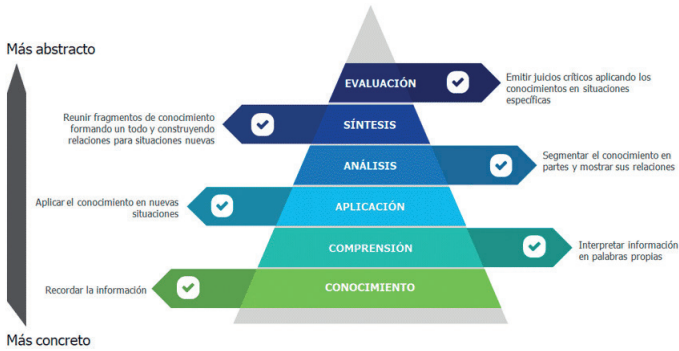 Más abstracto
EVALUACIÓN
Emitir juicios críticos aplicando los
conocimientos en situaciones
específicas
Reunir fragmentos de conocimiento
formando un todo y construyendo
relaciones para situaciones nuevas
SÍNTESIS
ANÁLISIS
Segmentar el conocimiento en
partes y mostrar sus relaciones
Aplicar el conocimiento en nuevas
situaciones
APLICACIÓN
COMPRENSIÓN
Interpretar información
en palabras propias
Recordar la información
CONOCIMIENTO
Más concreto